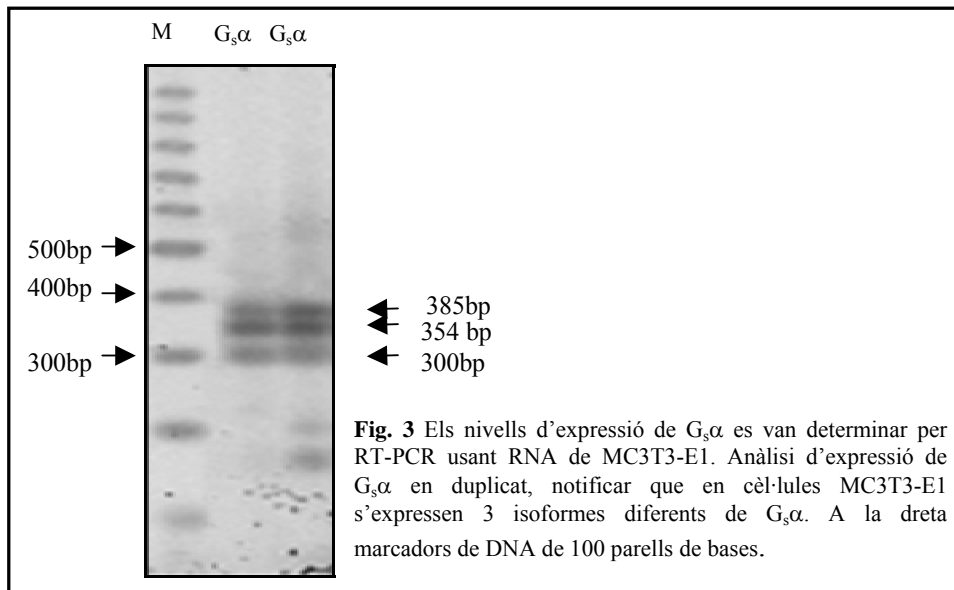 M Gₛα Gₛα
500bp
400bp
300bp
385bp
354 bp
300bp
Fig. 3 Els nivells d'expressió de Gₛα es van determinar per
RT-PCR usant RNA de MC3T3-E1. Anàlisi d'expressió de
Gₛα en duplicat, notificar que en cèl·lules MC3T3-E1
s'expressen 3 isoformes diferents de Gₛα. A la dreta
marcadors de DNA de 100 parells de bases.